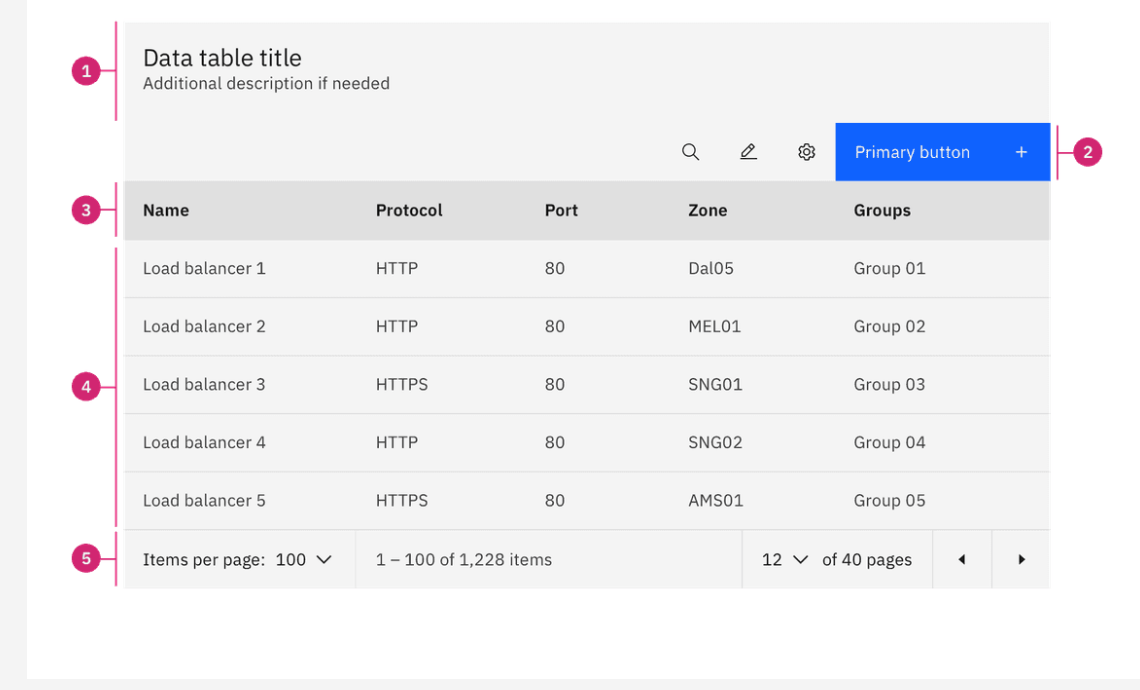 Data table title
1
Additional description if needed
Primary button +
2
3
Name Protocol Port Zone Groups
Load balancer 1 HTTP 80 Dal05 Group 01
Load balancer 2 HTTP 80 MEL01 Group 02
4
Load balancer 3 HTTPS 80 SNG01 Group 03
Load balancer 4 HTTP 80 SNG02 Group 04
Load balancer 5 HTTPS 80 AMS01 Group 05
5
Items per page: 100 1 – 100 of 1,228 items 12 of 40 pages